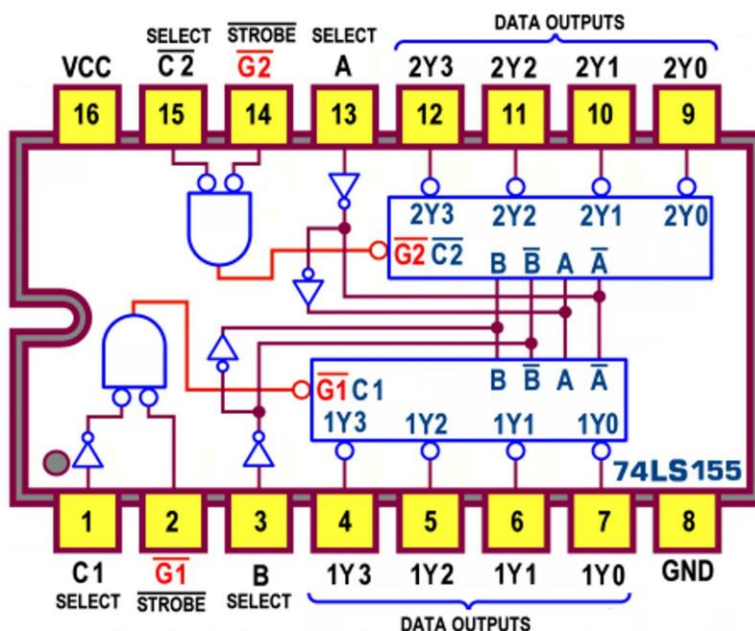 DATA OUTPUTS
SELECT STROBE SELECT
VCC C2 G2 A 2Y3 2Y2 2Y1 2Y0
16 15 14 13 12 11 10 9
2Y3 2Y2 2Y1 2Y0
G2 C2
B B A A
B B A A
G1 C1
1Y3 1Y2 1Y1 1Y0
74LS155
1 2 3 4 5 6 7 8
C1 G1 B 1Y3 1Y2 1Y1 1Y0 GND
SELECT STROBE SELECT
DATA OUTPUTS